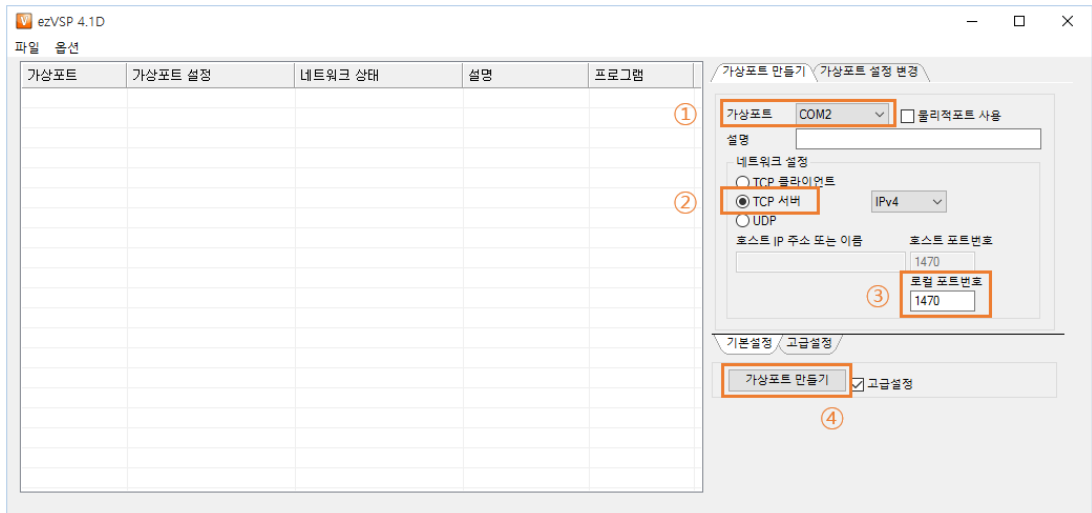 ezVSP 4.1D
파일 옵션
가상포트 가상포트 설정 네트워크 상태 설명 프로그램
가상포트 만들기 가상포트 설정 변경
① 가상포트 COM2 물리적포트 사용
설명
네트워크 설정
TCP 클라이언트
② TCP 서버 IPv4
UDP
호스트 IP 주소 또는 이름 호스트 포트번호
1470
로컬 포트번호
③ 1470
기본설정 고급설정
가상포트 만들기 고급설정
④